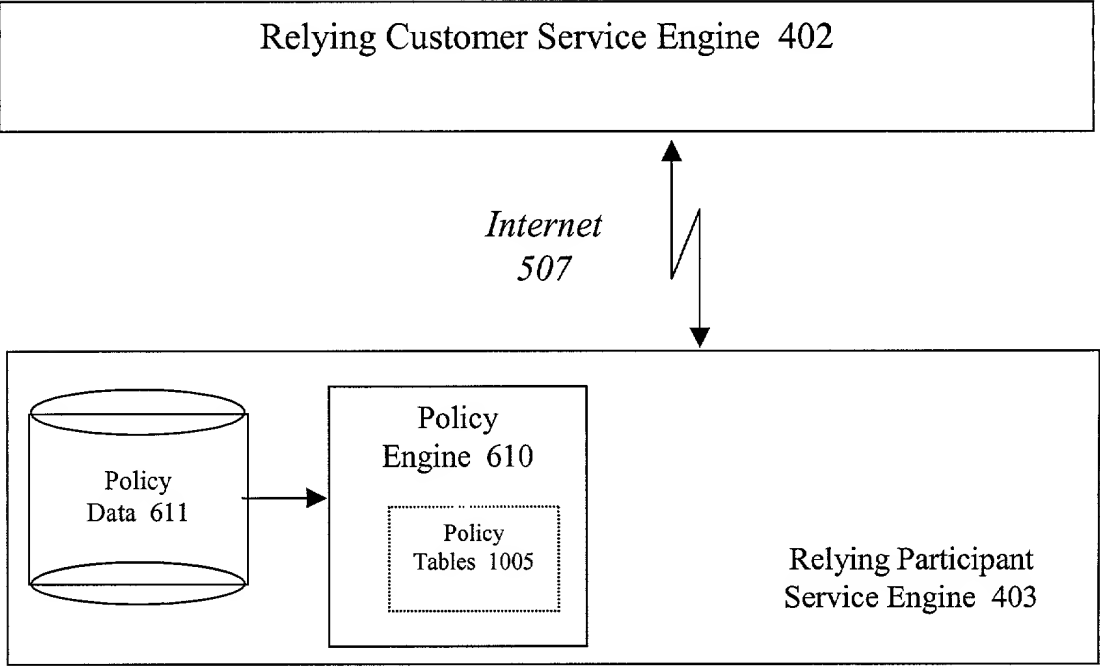 Relying Customer Service Engine 402
Internet
507
Policy
Engine 610
Policy
Data 611
Policy
Tables 1005
Relying Participant
Service Engine 403